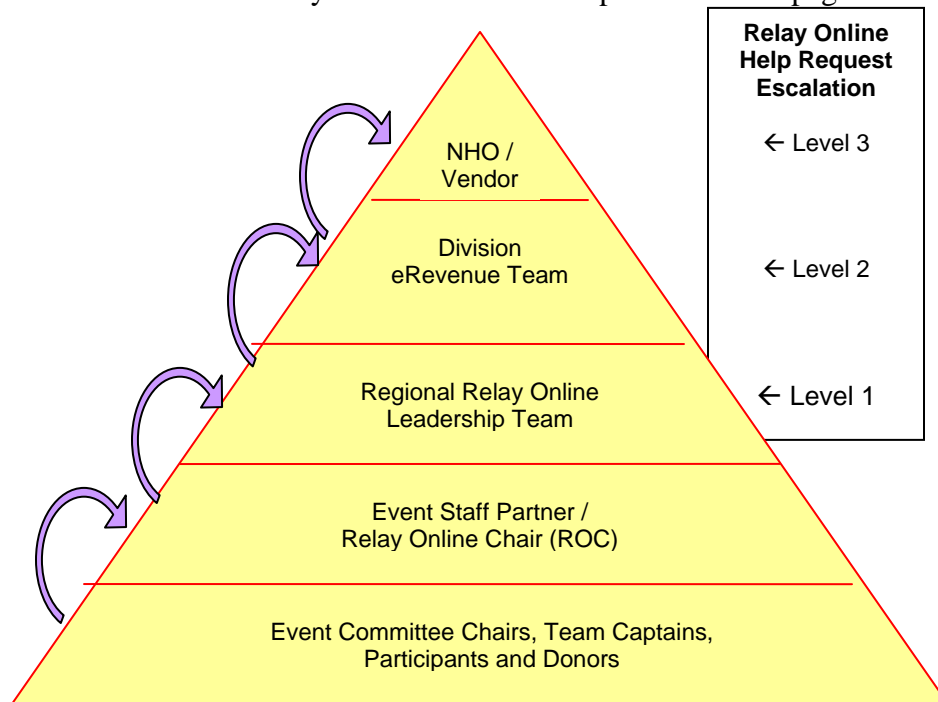 Relay Online
Help Request
Escalation
← Level 3
NHO /
Vendor
Division
eRevenue Team
← Level 2
Regional Relay Online
Leadership Team
← Level 1
Event Staff Partner /
Relay Online Chair (ROC)
Event Committee Chairs, Team Captains,
Participants and Donors